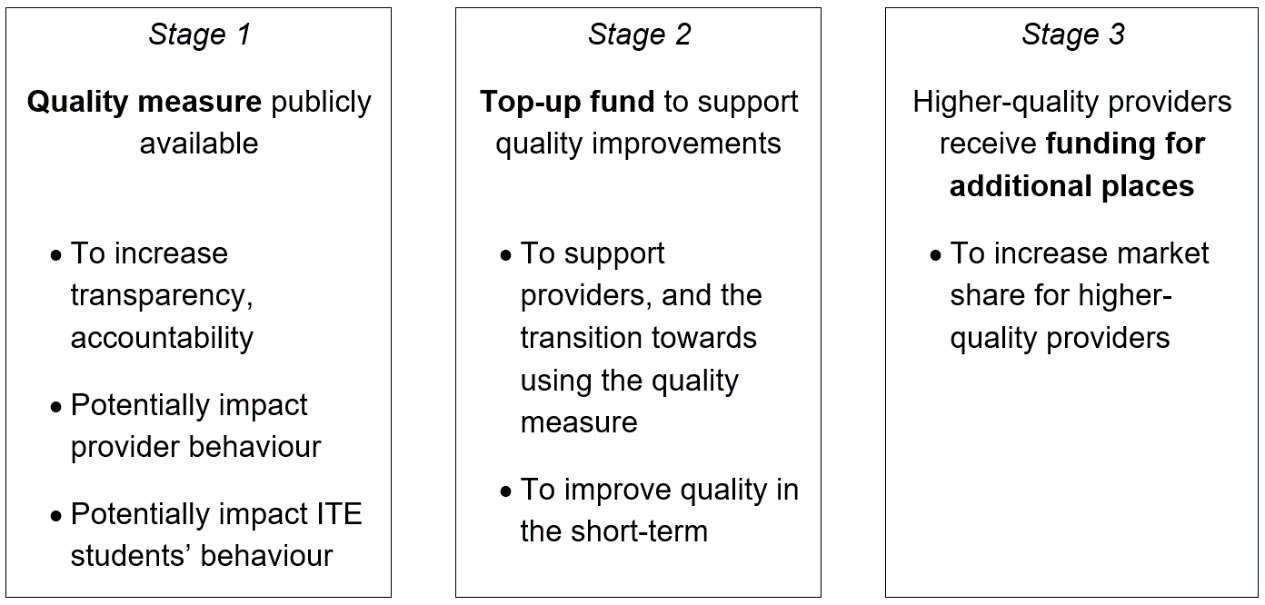 Stage 1
Quality measure publicly
available
• To increase
transparency,
accountability
• Potentially impact
provider behaviour
• Potentially impact ITE
students’ behaviour
Stage 2
Top-up fund to support
quality improvements
• To support
providers, and the
transition towards
using the quality
measure
• To improve quality in
the short-term
Stage 3
Higher-quality providers
receive funding for
additional places
• To increase market
share for higher-
quality providers